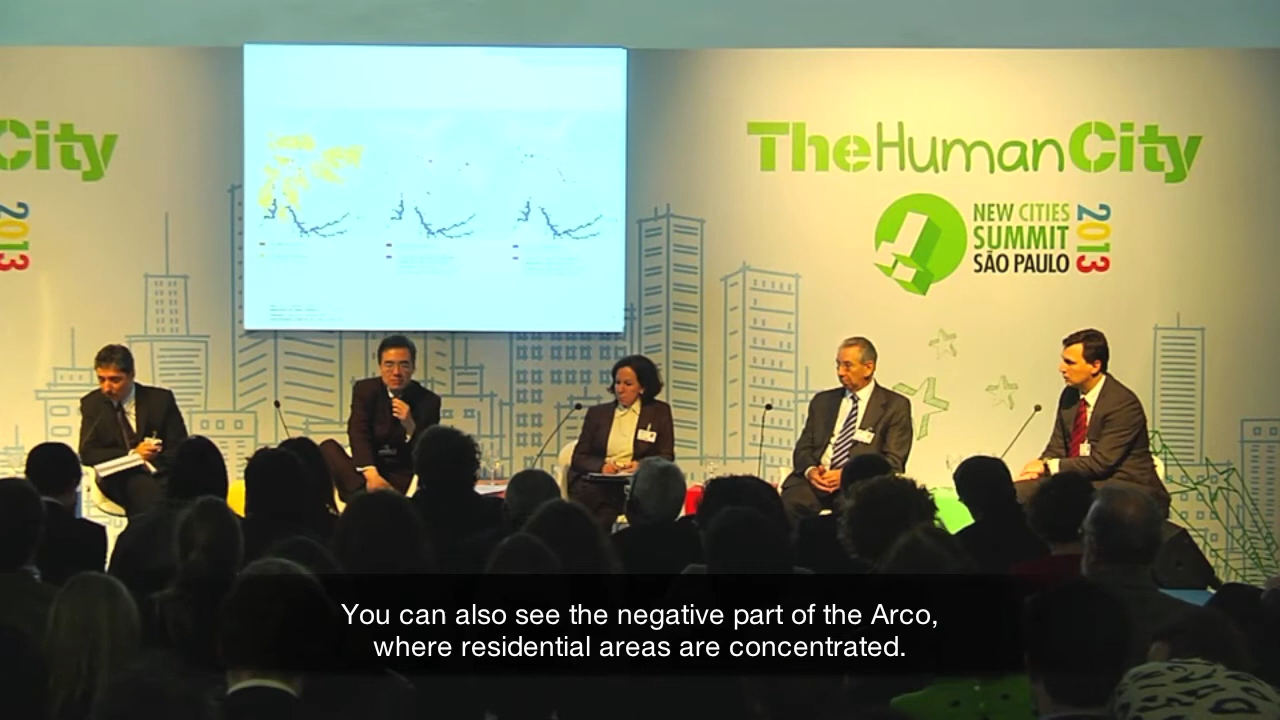 City
2013
TheHumanCity
NEW CITIES
SUMMIT
SÃO PAULO
2013
You can also see the negative part of the Arco,
where residential areas are concentrated.